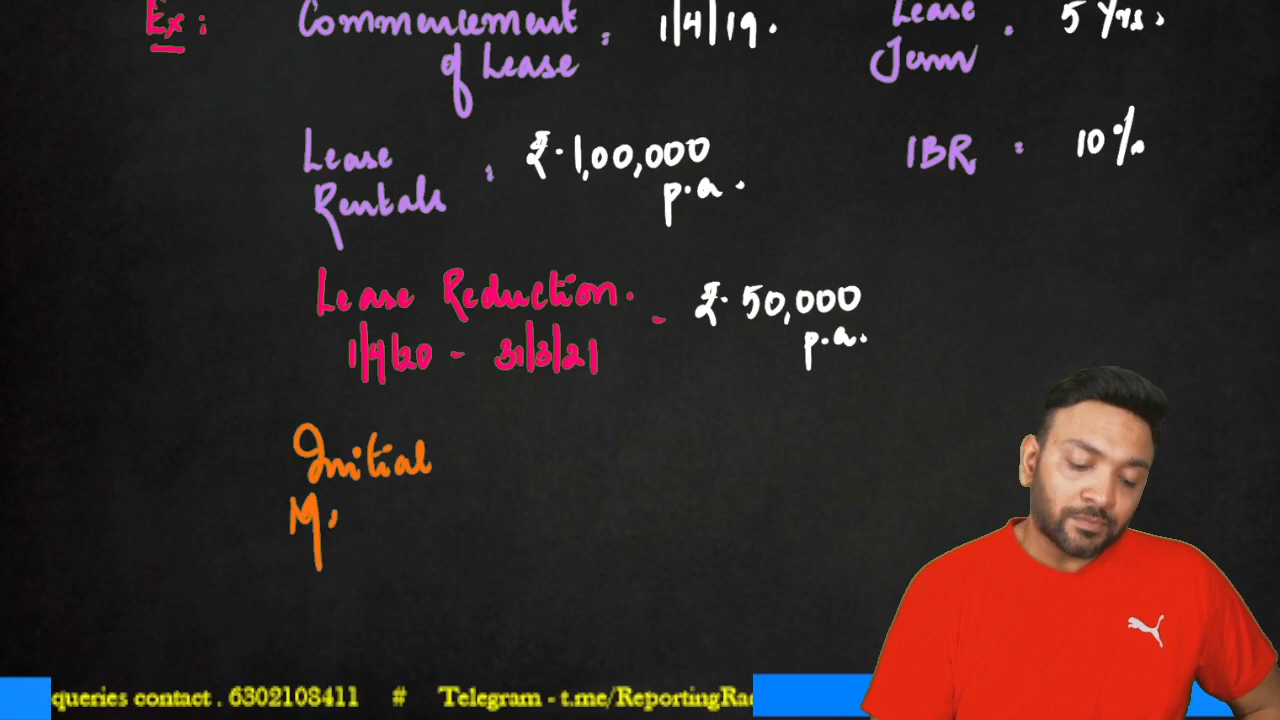 Ex: Commencement of Lease : 1/4/19. Lease Term : 5 Yrs.
Lease Rentals : ₹.1,00,000 p.a. IBR : 10%
Lease Reduction. 1/4/20 - 31/3/21 - ₹.50,000 p.a.
Initial
M,
queries contact . 6302108411 # Telegram - t.me/ReportingRa